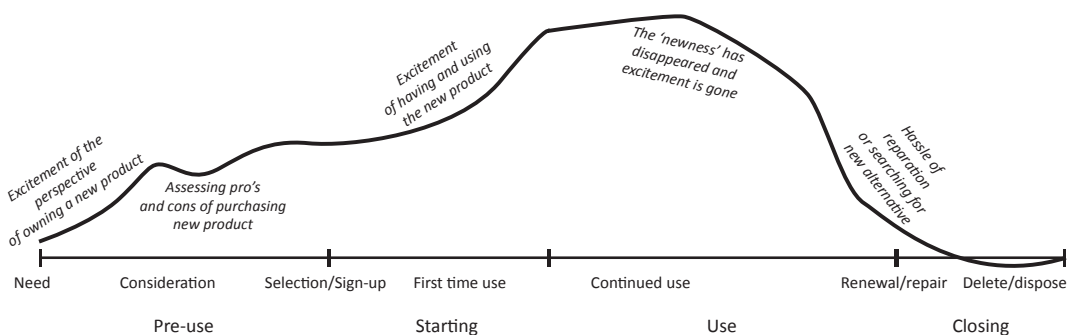 Excitement of the
perspective
of owning a new product
Assessing pro's
and cons of purchasing
new product
Excitement
of having and using
the new product
The 'newness' has
disappeared and
excitement is gone
Hassle of
reparation
or searching for
new alternative
Need
Consideration
Selection/Sign-up
First time use
Continued use
Renewal/repair
Delete/dispose
Pre-use
Starting
Use
Closing